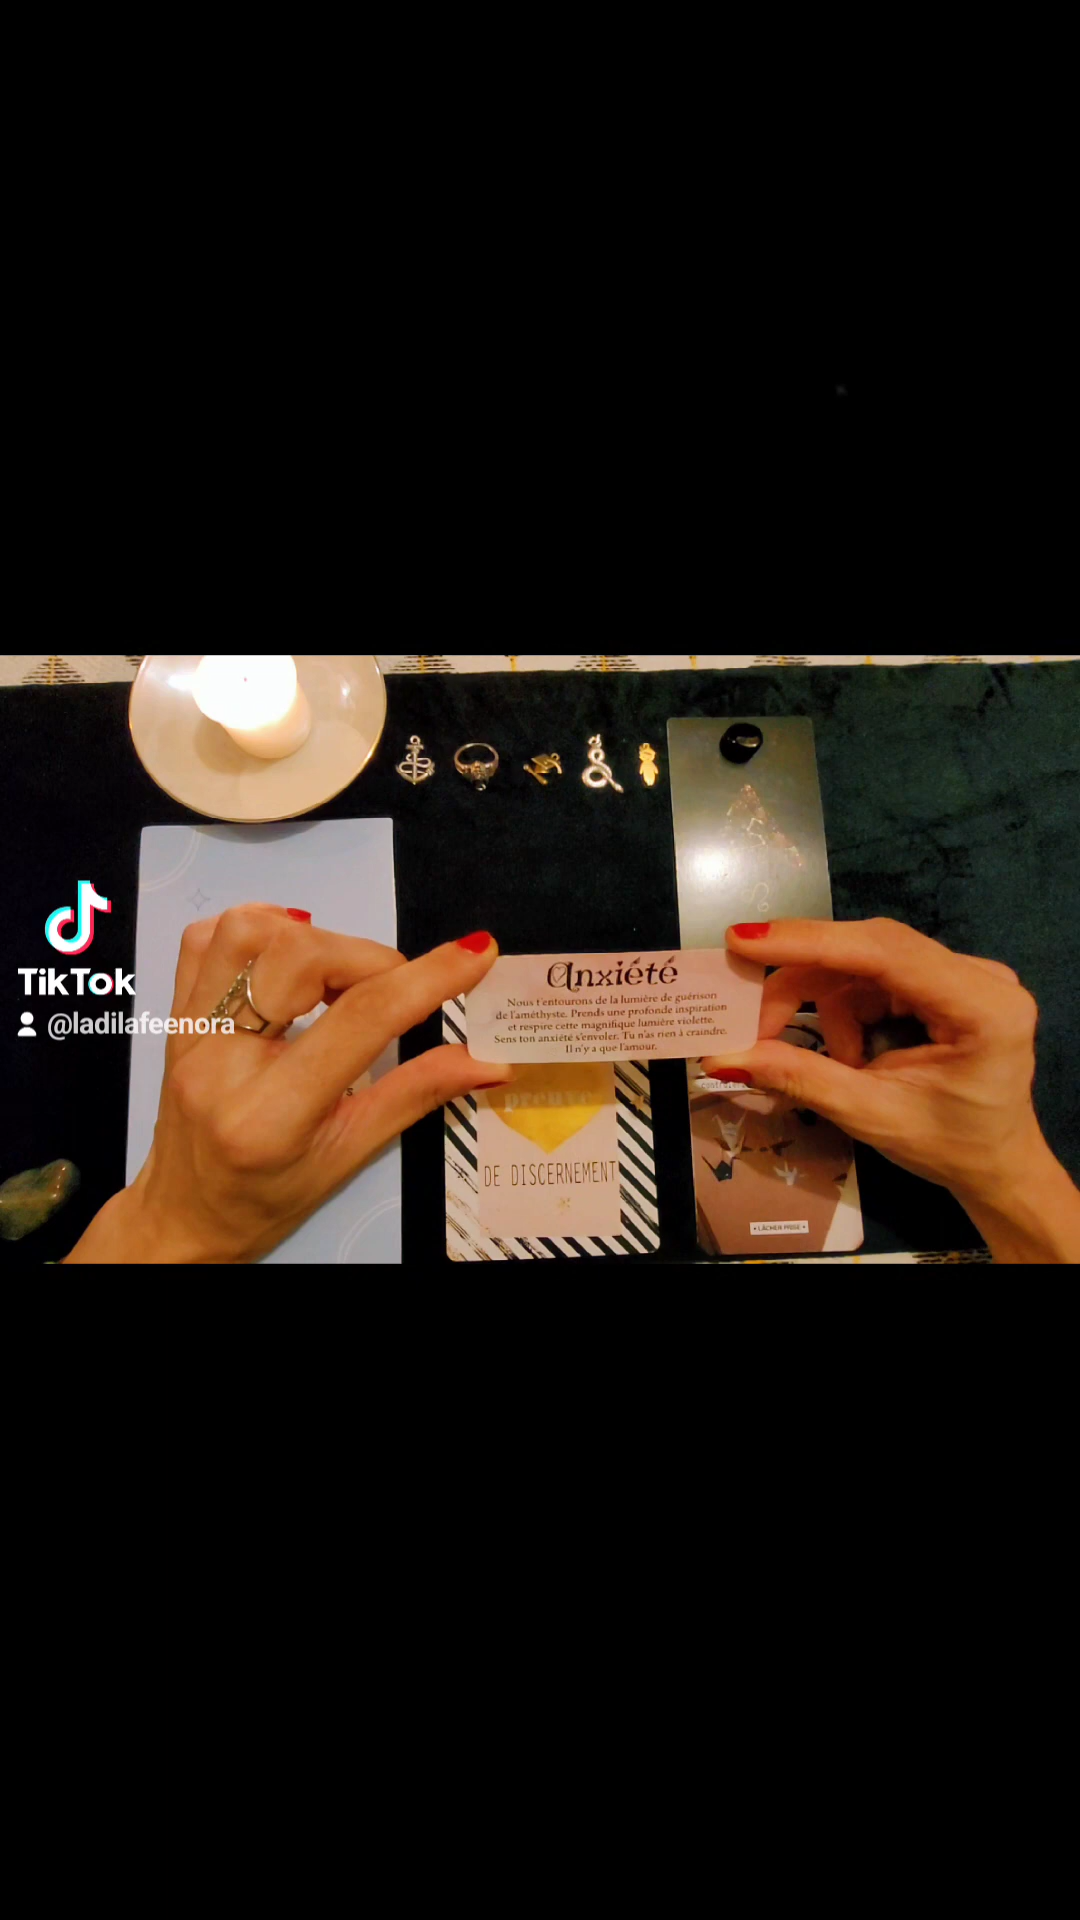 TikTok
@ladilafeenora
Anxiété
Nous t'entourons de la lumière de guérison
de l'améthyste. Prends une profonde inspiration
et respire cette magnifique lumière violette.
Sens ton anxiété s'envoler. Tu n'as rien à craindre.
Il n'y a que l'amour.
preuve
DE DISCERNEMENT
• LÂCHER PRISE •